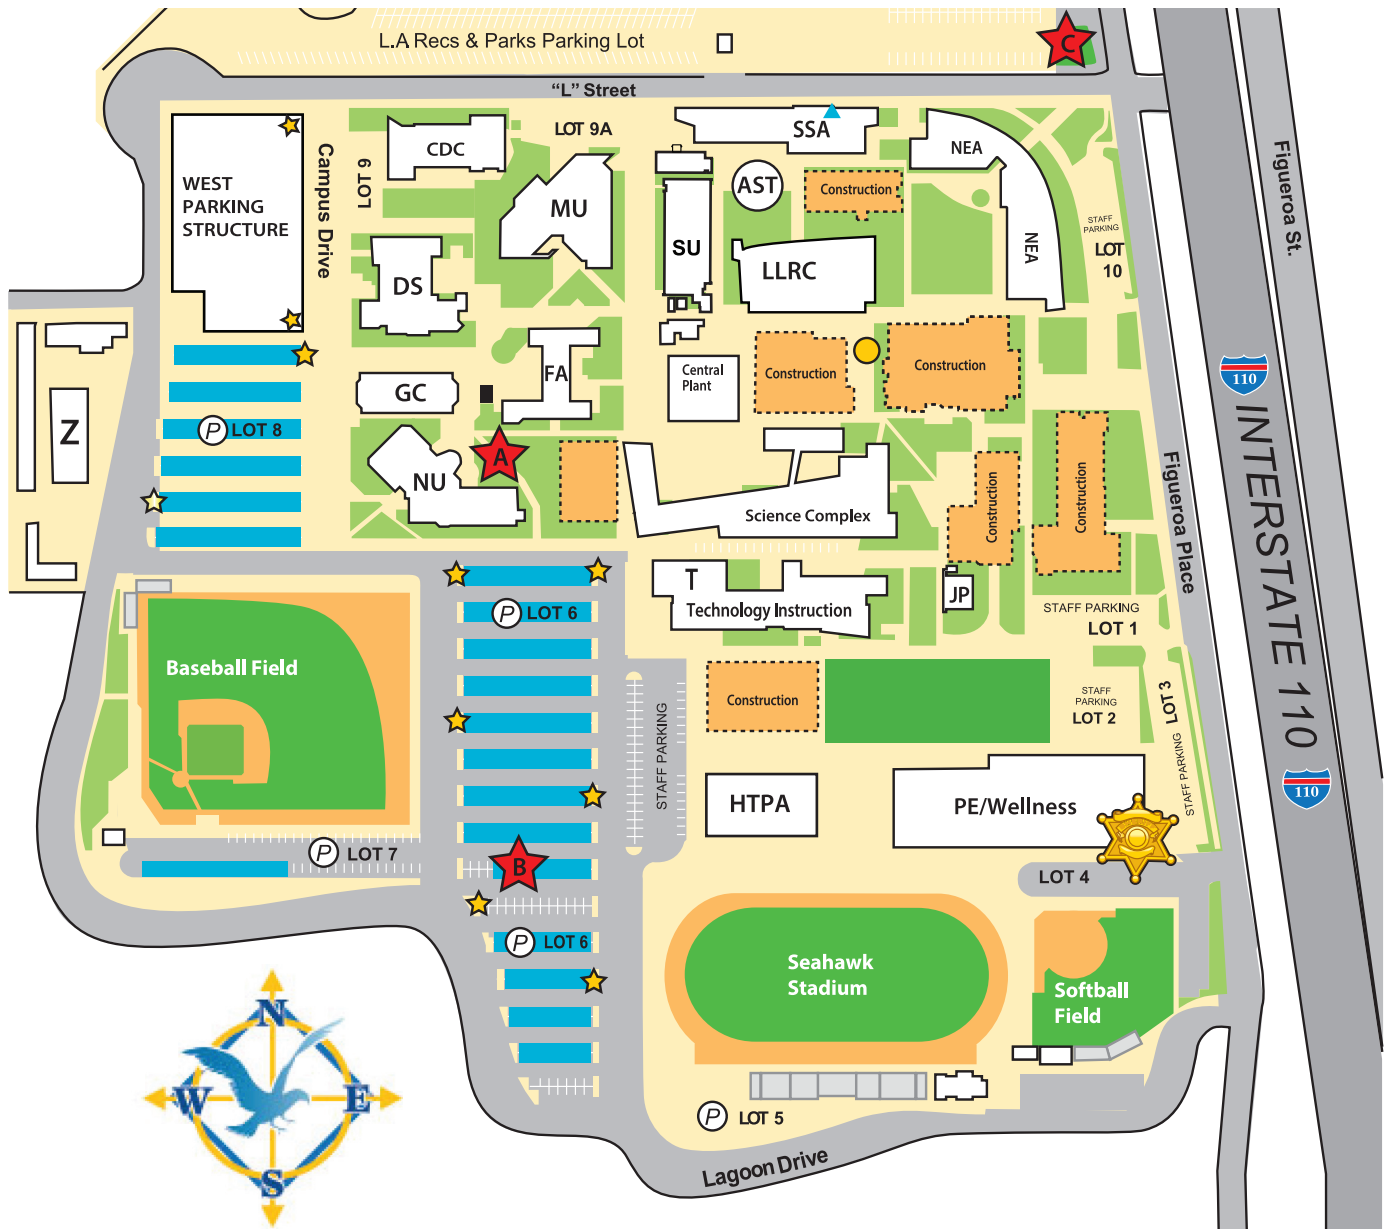 L.A Recs & Parks Parking Lot
C
"L" Street
WEST
PARKING
STRUCTURE
Campus Drive
LOT 9
CDC
LOT 9A
MU
SSA
AST
Construction
NEA
NEA
STAFF
PARKING
LOT
10
Figueroa St.
DS
SU
LLRC
FA
GC
Central
Plant
Construction
Construction
110
INTERSTATE 110
110
Z
P LOT 8
A
NU
Science Complex
Construction
Construction
Figueroa Place
P LOT 6
T
Technology Instruction
JP
STAFF PARKING
LOT 1
Baseball Field
STAFF PARKING
Construction
STAFF
PARKING
LOT 2
LOT 3
STAFF PARKING
HTPA
PE/Wellness
P LOT 7
B
LOT 4
P LOT 6
Seahawk
Stadium
Softball
Field
N
W
E
S
P LOT 5
Lagoon Drive